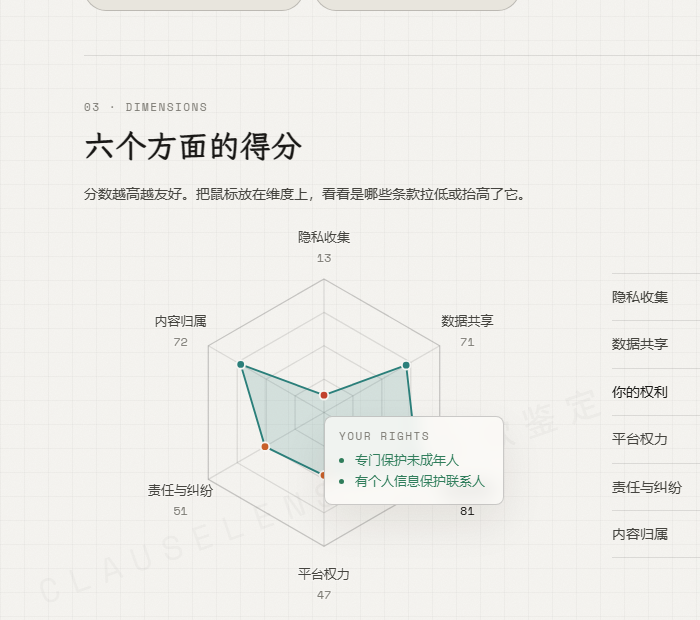 03 · DIMENSIONS
六个方面的得分
分数越高越友好。把鼠标放在维度上，看看是哪些条款拉低或抬高了它。
隐私收集
13
内容归属
72
数据共享
71
YOUR RIGHTS
专门保护未成年人
有个人信息保护联系人
责任与纠纷
51
81
平台权力
47
隐私收集
数据共享
你的权利
平台权力
责任与纠纷
内容归属
CLAUSELENS
鉴定